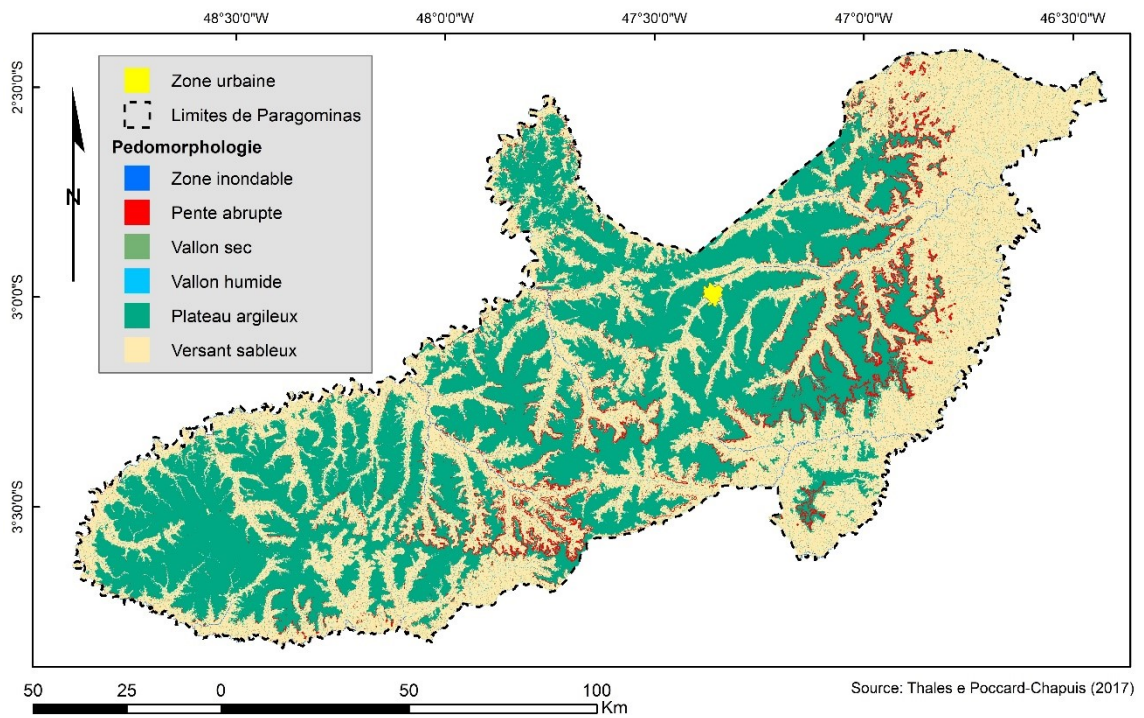 48°30'0"W 48°0'0"W 47°30'0"W 47°0'0"W 46°30'0"W
2°30'0"S
3°0'0"S
3°30'0"S
Zone urbaine
Limites de Paragominas
Pedomorphologie
Zone inondable
Pente abrupte
Vallon sec
Vallon humide
Plateau argileux
Versant sableux
N
50 25 0 50 100
Km
Source: Thales e Poccard-Chapuis (2017)